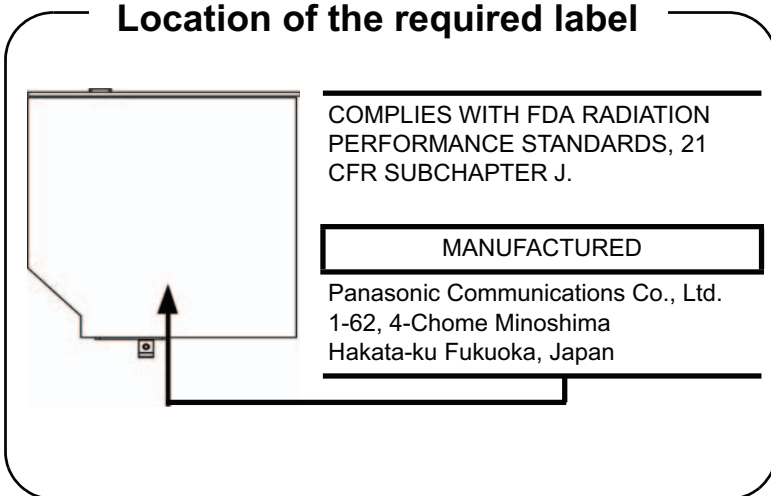 Location of the required label
COMPLIES WITH FDA RADIATION
PERFORMANCE STANDARDS, 21
CFR SUBCHAPTER J.
MANUFACTURED
Panasonic Communications Co., Ltd.
1-62, 4-Chome Minoshima
Hakata-ku Fukuoka, Japan